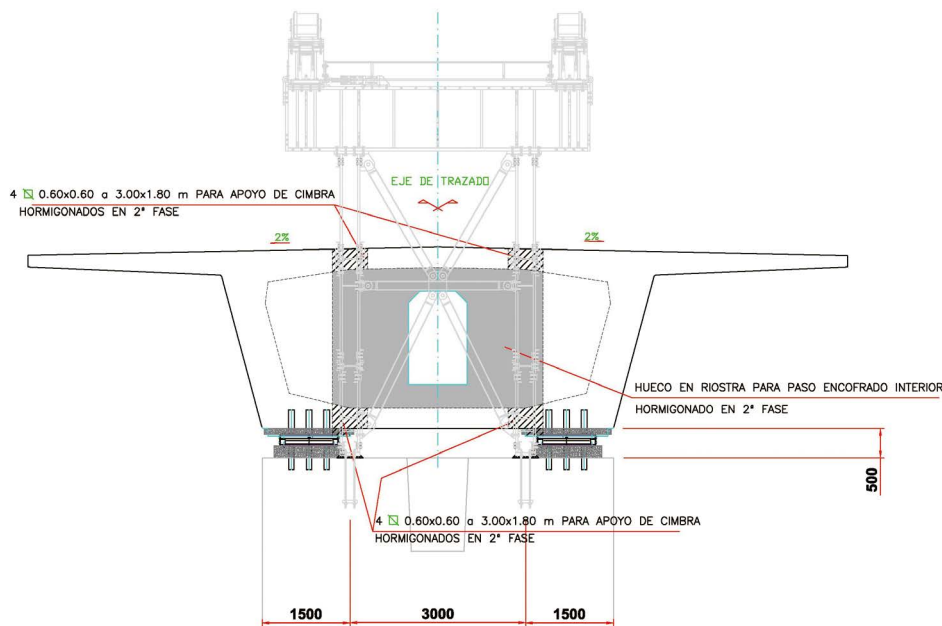 EJE DE TRAZADO
4 0.60x0.60 a 3.00x1.80 m PARA APOYO DE CIMBRA
HORMIGONADOS EN 2ª FASE
2%
2%
HUECO EN RIOSTRA PARA PASO ENCOFRADO INTERIOR
HORMIGONADO EN 2ª FASE
500
4 0.60x0.60 a 3.00x1.80 m PARA APOYO DE CIMBRA
HORMIGONADOS EN 2ª FASE
1500
3000
1500